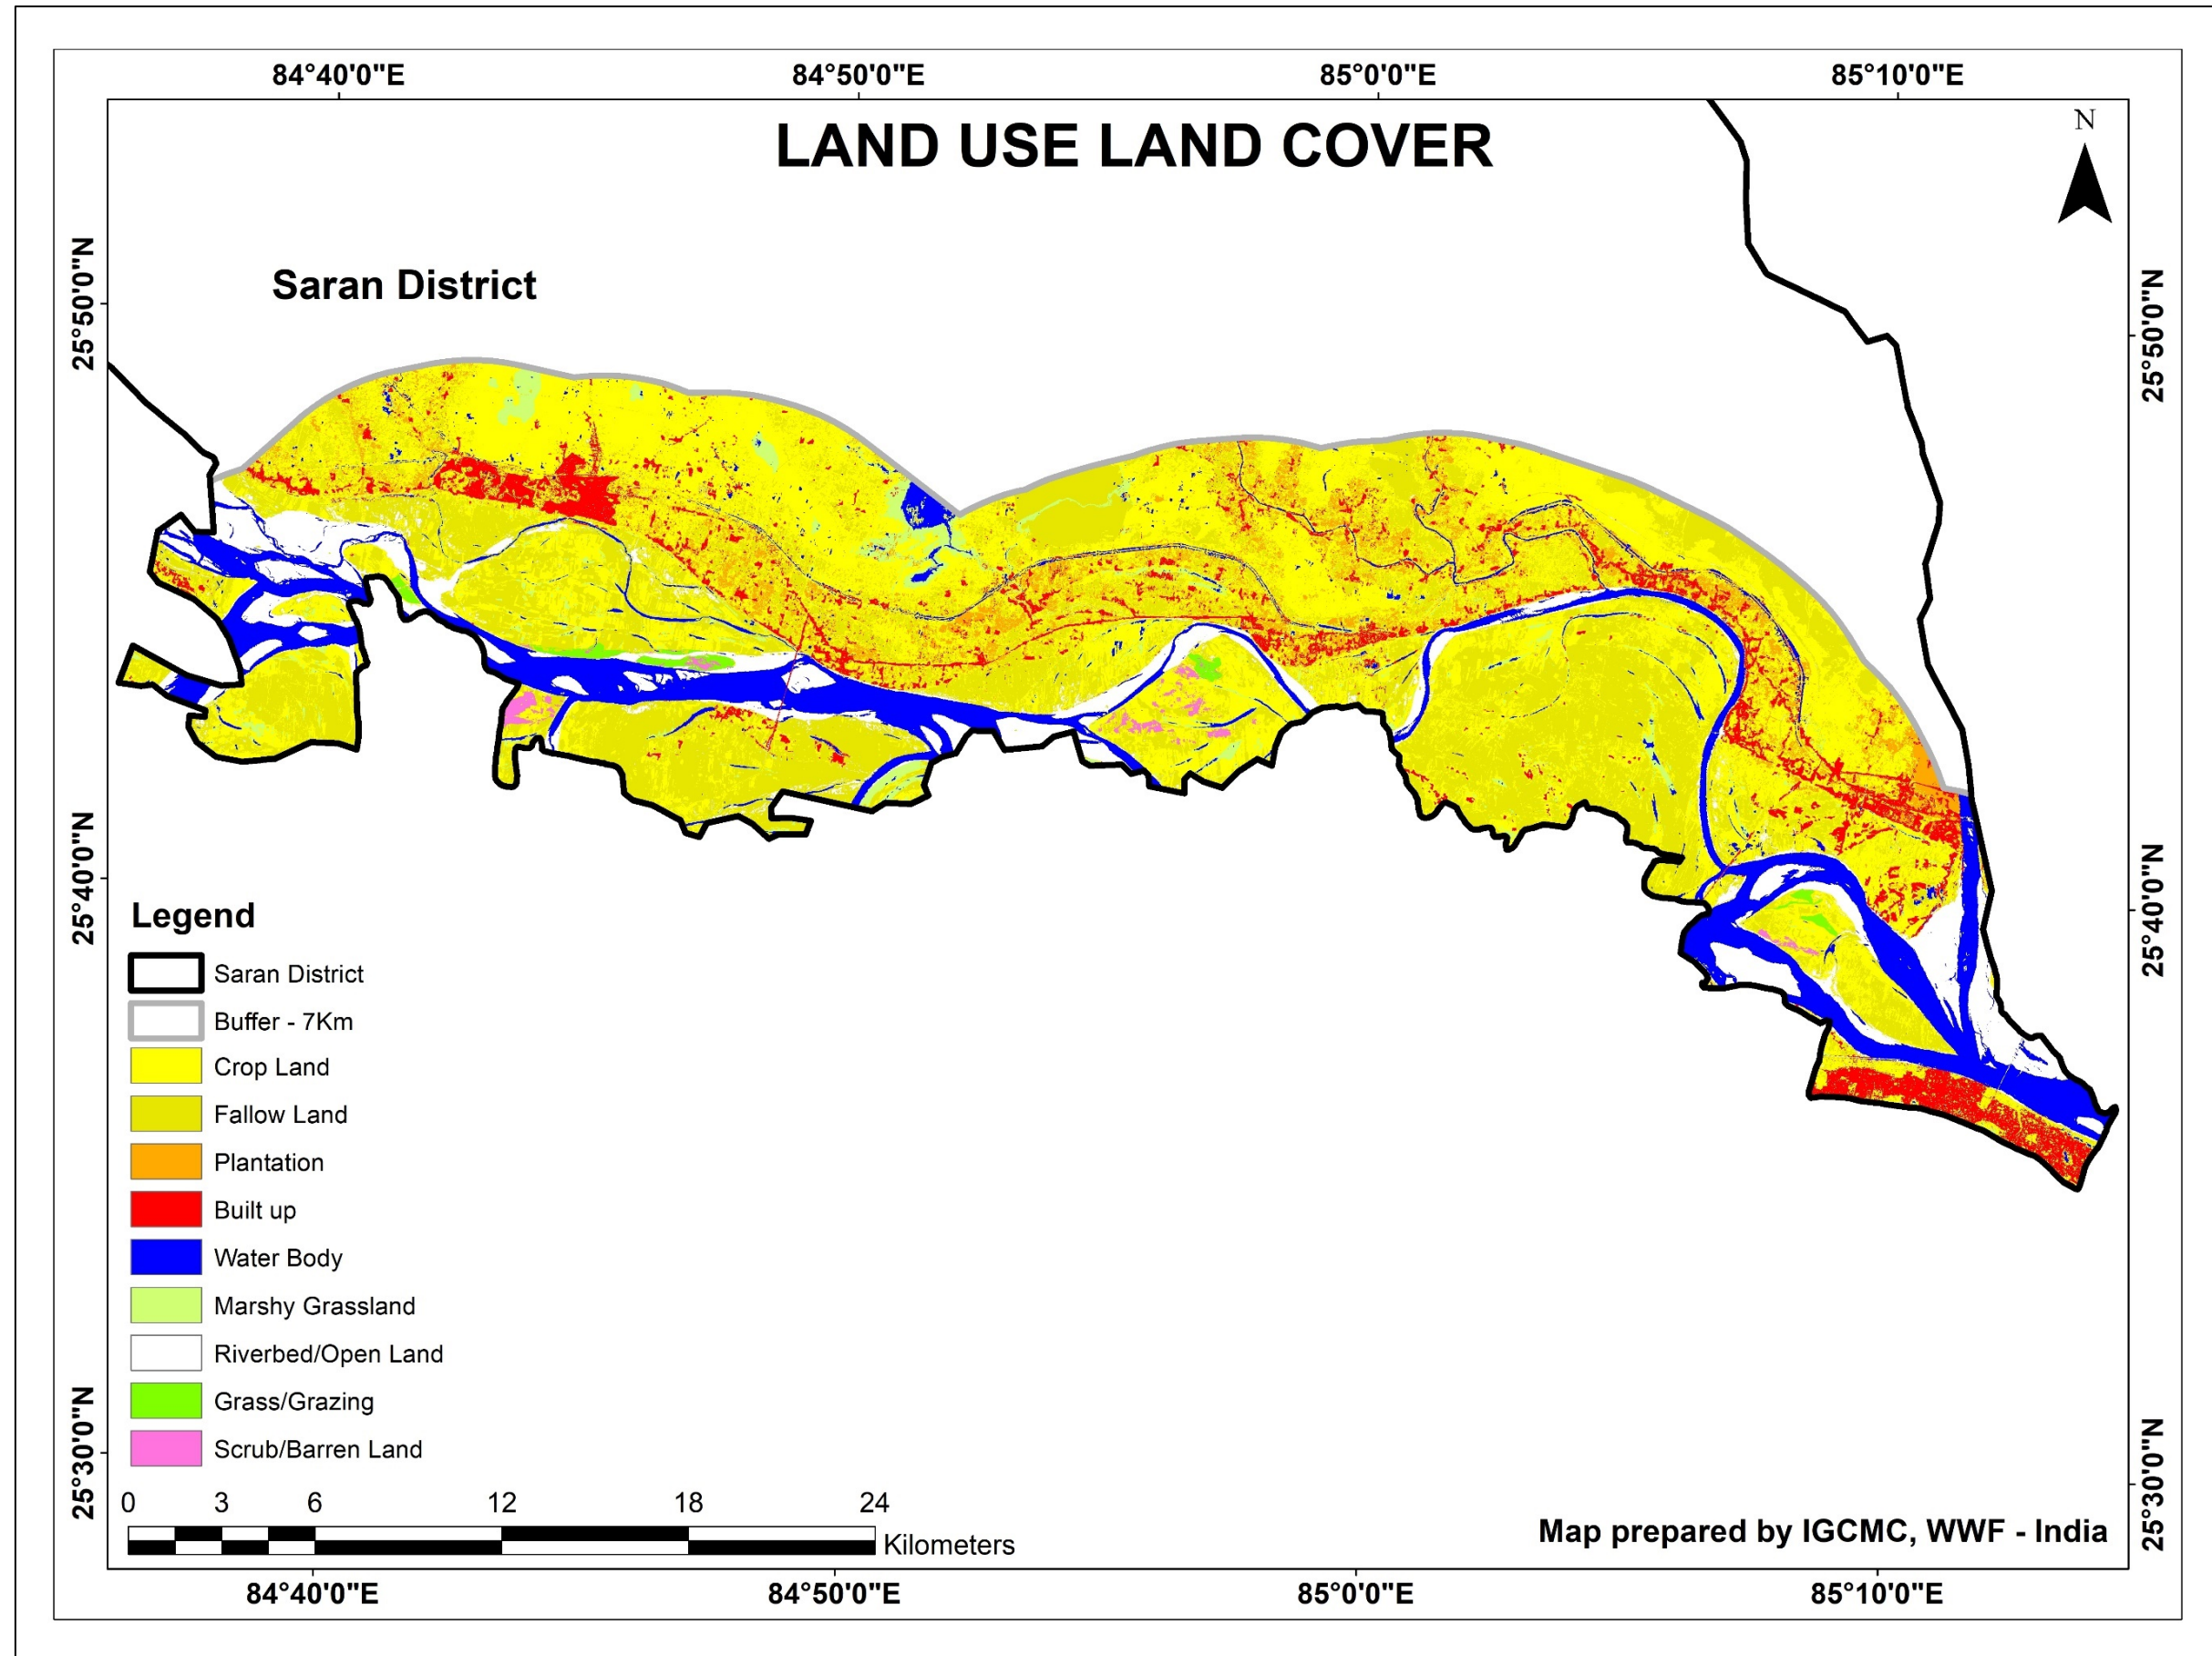 84°40'0"E 84°50'0"E 85°0'0"E 85°10'0"E
LAND USE LAND COVER
N
Saran District
25°50'0"N
25°50'0"N
25°40'0"N
25°40'0"N
Legend
Saran District
Buffer - 7Km
Crop Land
Fallow Land
Plantation
Built up
Water Body
Marshy Grassland
Riverbed/Open Land
Grass/Grazing
Scrub/Barren Land
25°30'0"N
25°30'0"N
0 3 6 12 18 24
Kilometers
Map prepared by IGCMC, WWF - India
84°40'0"E 84°50'0"E 85°0'0"E 85°10'0"E